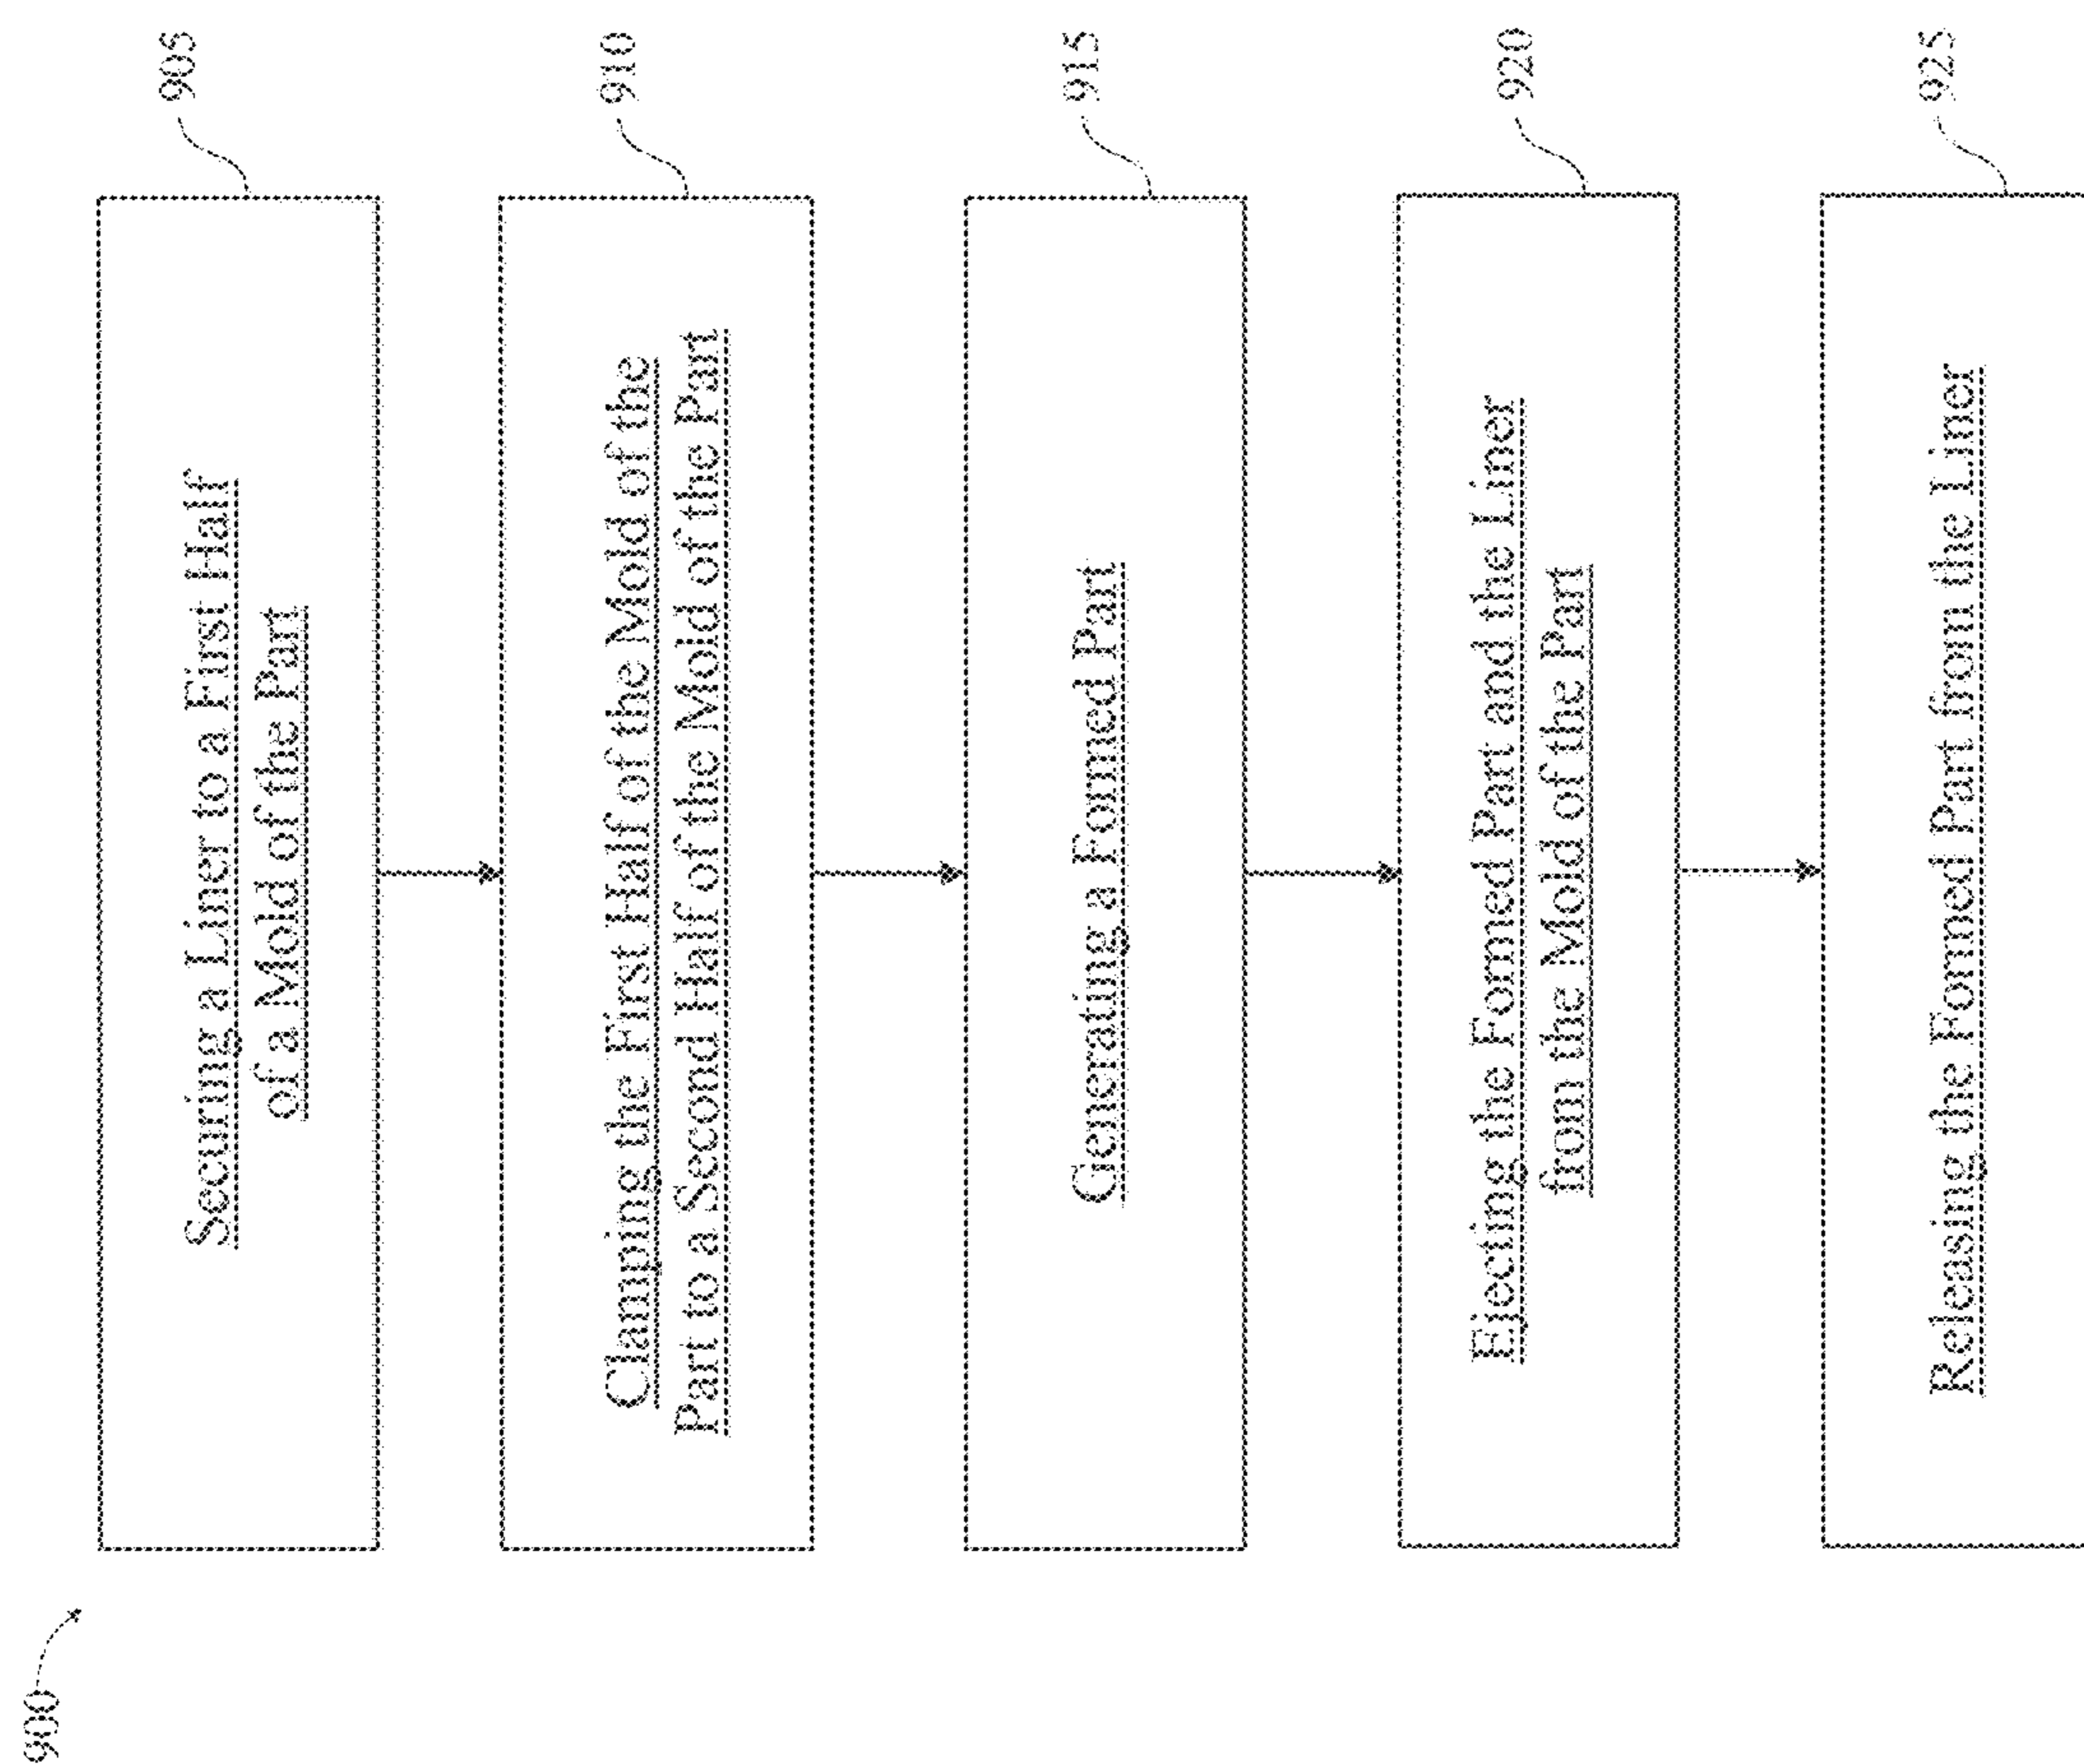 900
905
Securing a Liner to a First Half
of a Mold of the Part
910
Clamping the First Half of the Mold of the
Part to a Second Half of the Mold of the Part
915
Generating a Formed Part
920
Ejecting the Formed Part and the Liner
from the Mold of the Part
925
Releasing the Formed Part from the Liner